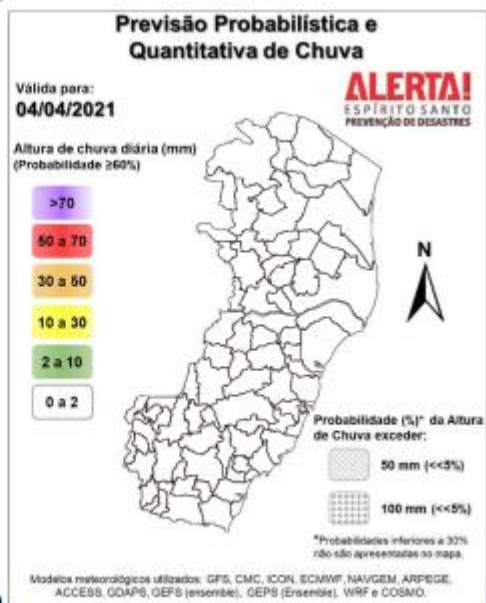 Previsão Probabilística e
Quantitativa de Chuva
Válida para:
04/04/2021
ALERTA!
ESPÍRITO SANTO
PREVENÇÃO DE DESASTRES
Altura de chuva diária (mm)
(Probabilidade ≥60%)
>70
50 a 70
30 a 50
10 a 30
2 a 10
0 a 2
N
Probabilidade (%)* da Altura
de Chuva exceder:
50 mm (<<5%)
100 mm (<<5%)
*Probabilidades inferiores a 30%
não são apresentadas no mapa.
Modelos meteorológicos utilizados: GFS, CMC, ICON, ECMWF, NAVGEM, ARPEGE,
ACCESS, GDAPS, GEFS (ensemble), GEPS (Ensemble), WRF e COSMO.